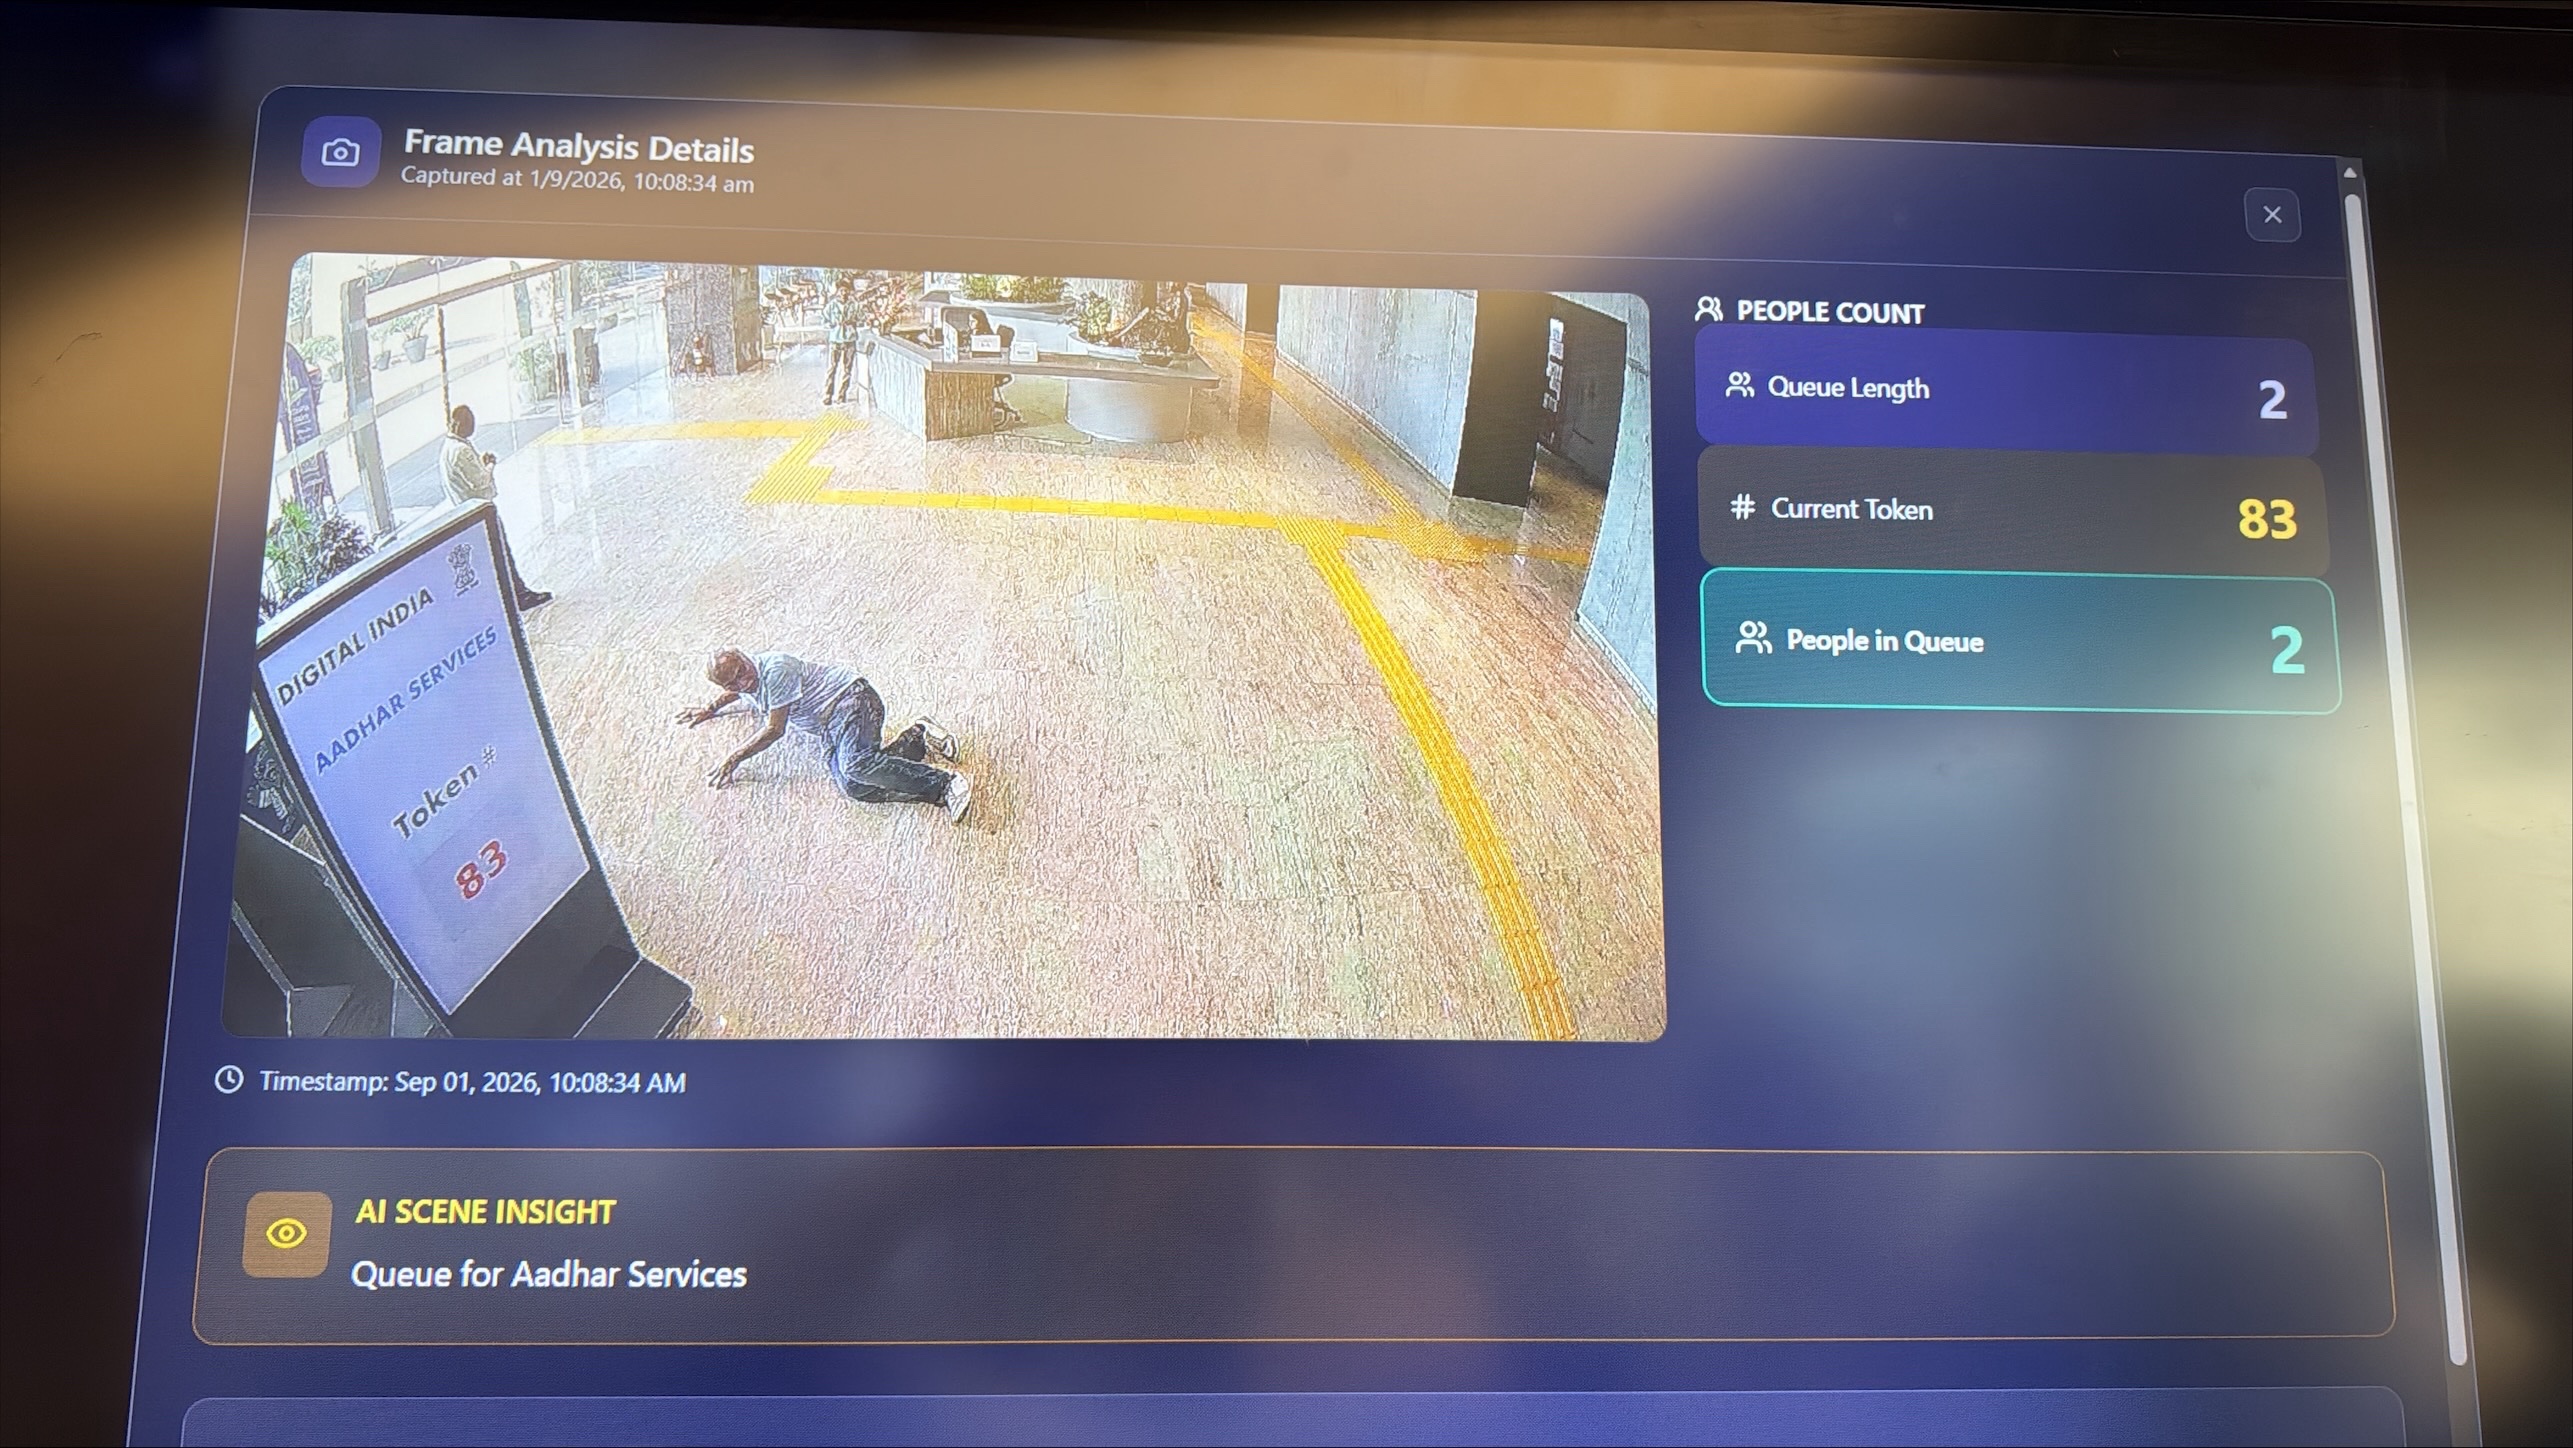 Frame Analysis Details
Captured at 1/9/2026, 10:08:34 am
DIGITAL INDIA
AADHAR SERVICES
Token #
83
PEOPLE COUNT
Queue Length
2
# Current Token
83
People in Queue
2
Timestamp: Sep 01, 2026, 10:08:34 AM
AI SCENE INSIGHT
Queue for Aadhar Services